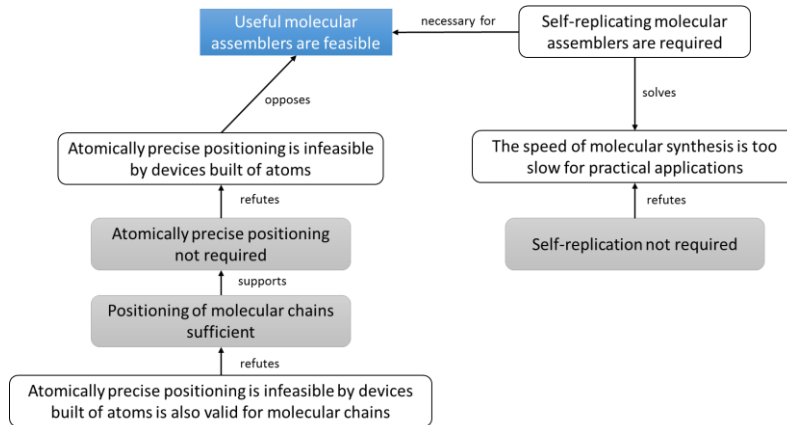 Useful molecular
assemblers are feasible
necessary for
Self-replicating molecular
assemblers are required
opposes
solves
Atomically precise positioning is infeasible
by devices built of atoms
The speed of molecular synthesis is too
slow for practical applications
refutes
refutes
Atomically precise positioning
not required
Self-replication not required
supports
Positioning of molecular chains
sufficient
refutes
Atomically precise positioning is infeasible by devices
built of atoms is also valid for molecular chains